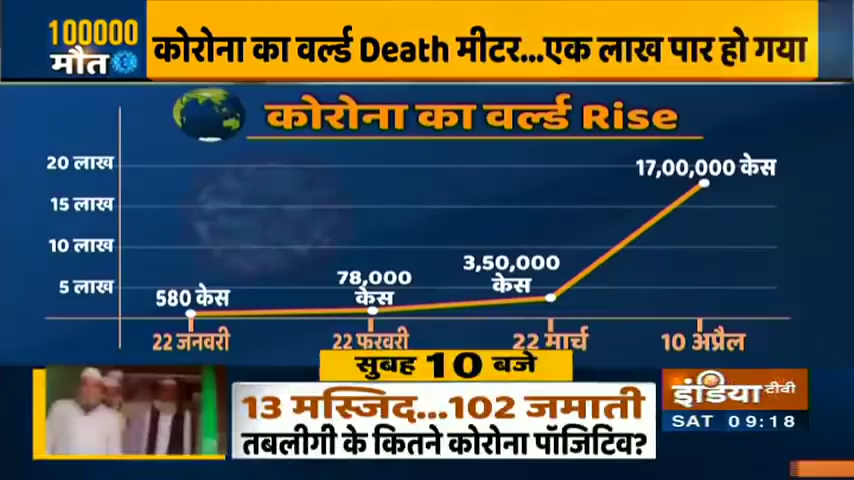 100000
मौत
कोरोना का वर्ल्ड Death मीटर...एक लाख पार हो गया
कोरोना का वर्ल्ड Rise
20 लाख
15 लाख
10 लाख
5 लाख
580 केस
78,000
केस
3,50,000
केस
17,00,000 केस
22 जनवरी
22 फरवरी
22 मार्च
10 अप्रैल
सुबह 10 बजे
13 मस्जिद...102 जमाती
तबलीगी के कितने कोरोना पॉजिटिव?
इंडिया टीवी
SAT 09:18